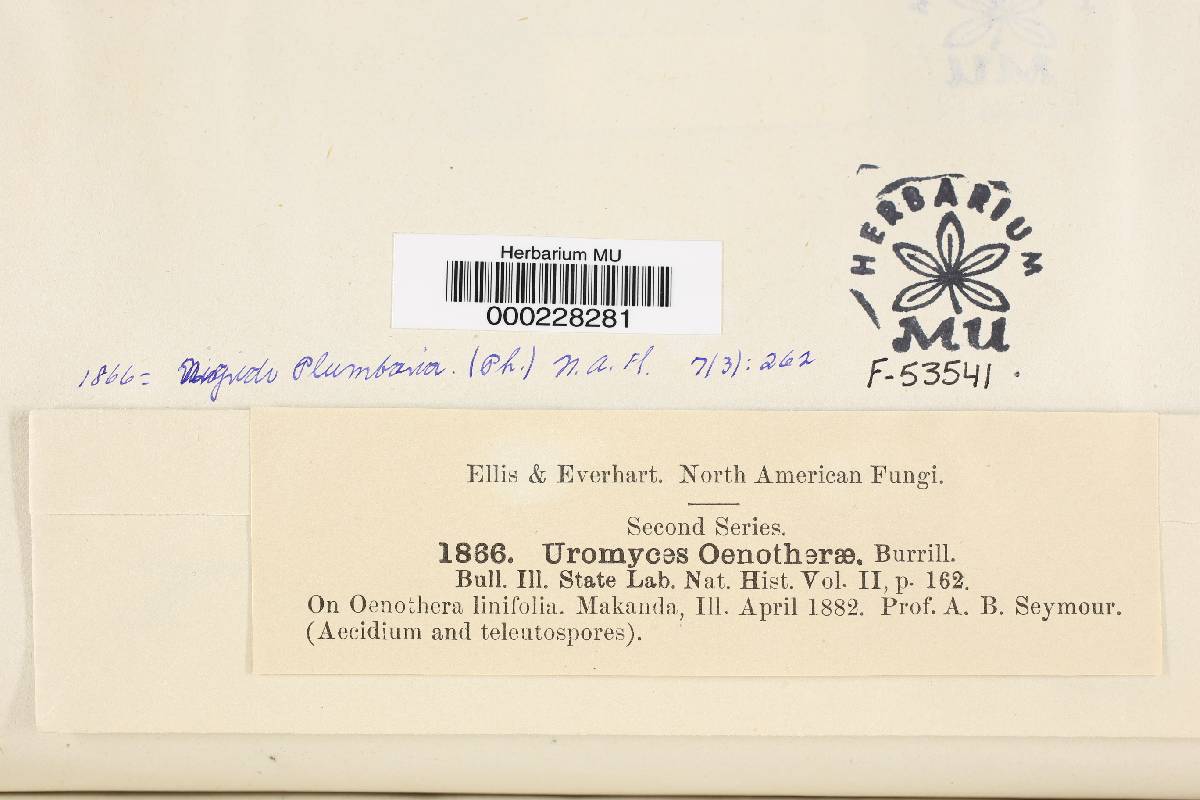 HERBARIUM
MU
Herbarium MU
000228281
F-53541.
1866= Plumbaria. (Ph.) N. A. Fl. 7(3): 262
Ellis & Everhart. North American Fungi.
Second Series.
1866. Uromyces Oenotheræ. Burrill.
Bull. Ill. State Lab. Nat. Hist. Vol. II, p. 162.
On Oenothera linifolia. Makanda, Ill. April 1882. Prof. A. B. Seymour.
(Aecidium and teleutospores).